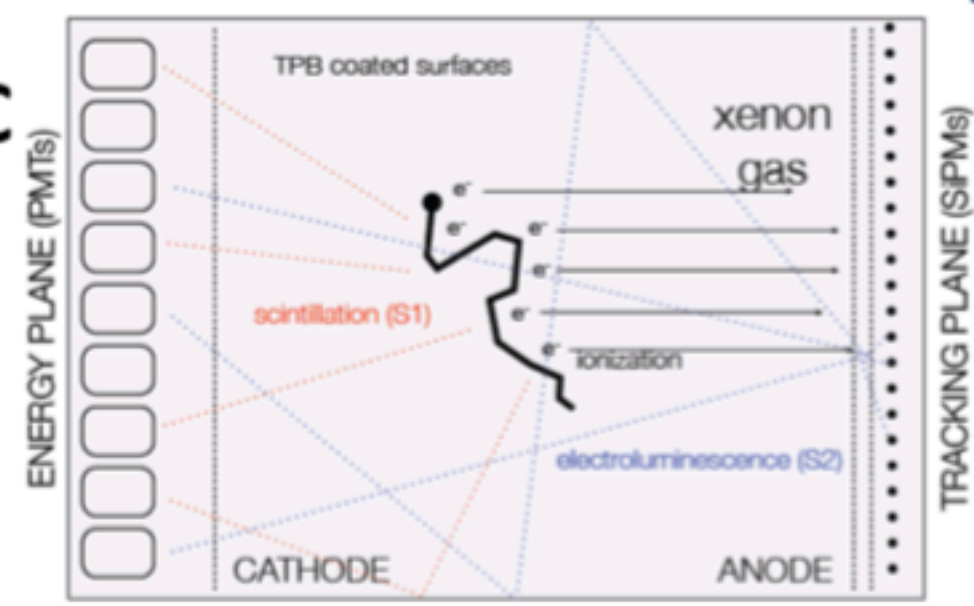 ENERGY PLANE (PMTs)
TPB coated surfaces
xenon
gas
e⁻
e⁻
e⁻
e⁻
e⁻
e⁻
scintillation (S1)
ionization
electroluminescence (S2)
CATHODE
ANODE
TRACKING PLANE (SiPMs)